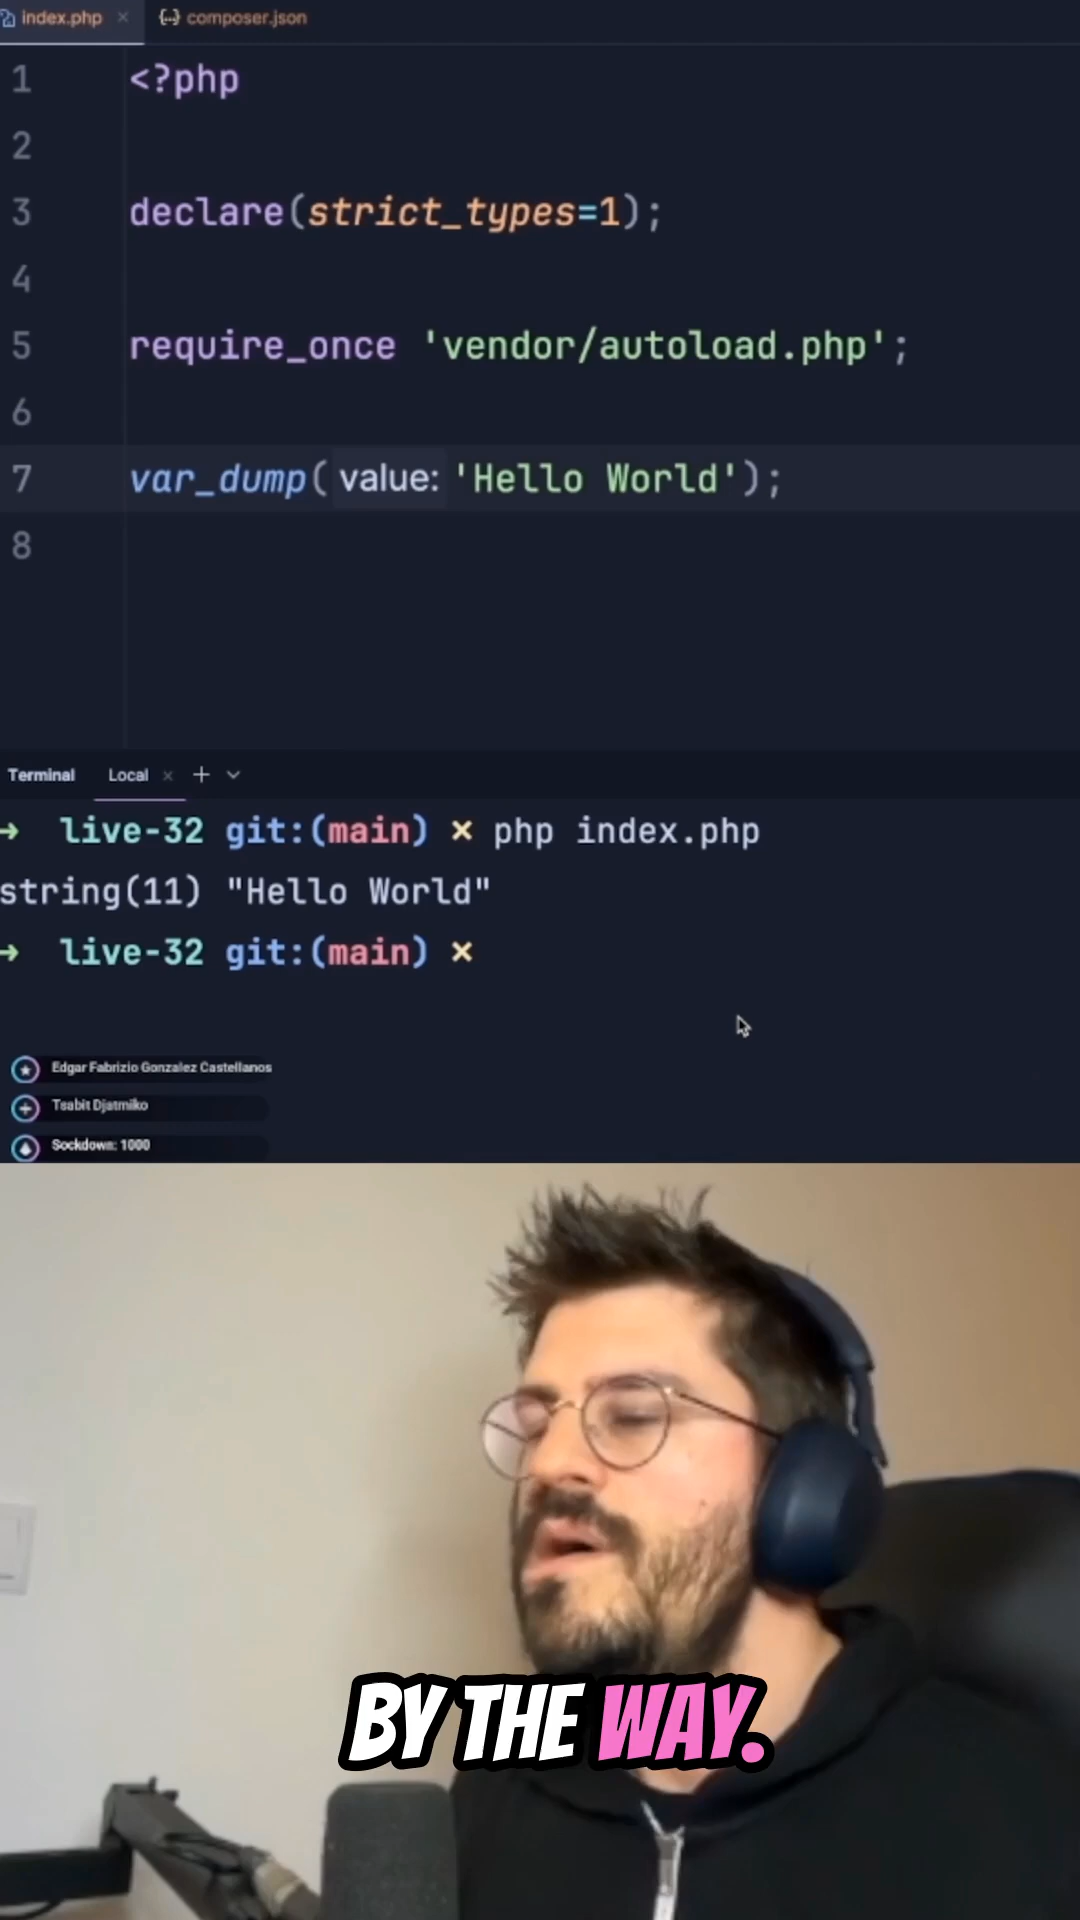 index.php × {..} composer.json
1 <?php
2
3 declare(strict_types=1);
4
5 require_once 'vendor/autoload.php';
6
7 var_dump( value: 'Hello World');
8
Terminal Local × +
→ live-32 git:(main) × php index.php
string(11) "Hello World"
→ live-32 git:(main) ×
Edgar Fabrizio Gonzalez Castellanos
Tsabit Djatmiko
Sockdown: 1000
BY THE WAY.